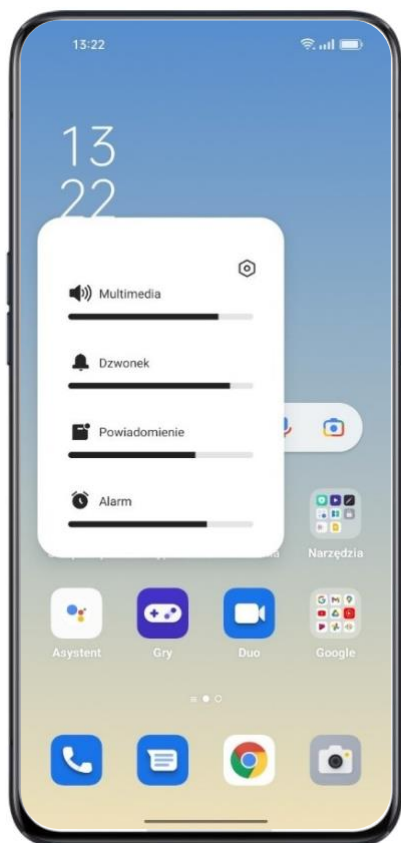 13:22
13
22
Multimedia
Dzwonek
Powiadomienie
Alarm
Narzędzia
Asystent
Gry
Duo
Google